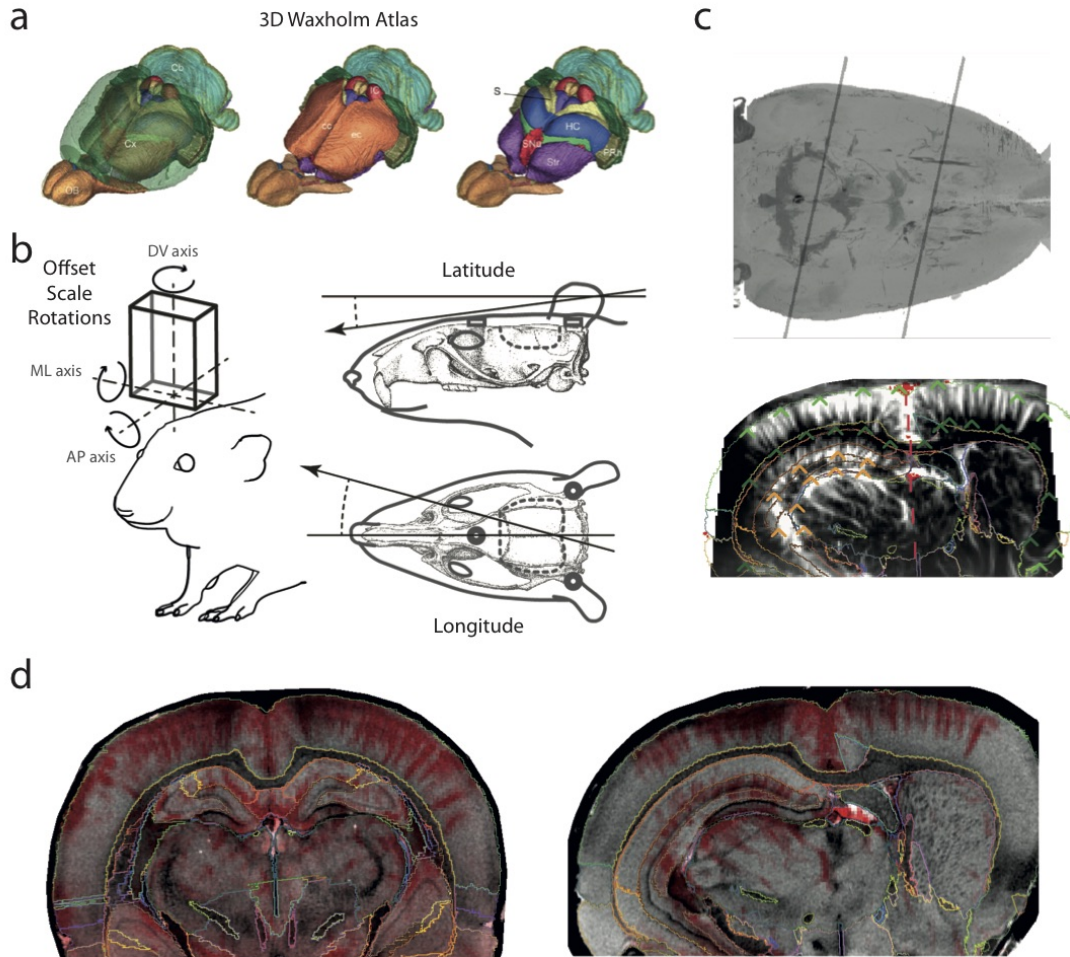 a
3D Waxholm Atlas
Cb
Cx
OB
IC
cc
ec
S
HC
SNa
Str
PRh
b
Offset
Scale
Rotations
DV axis
ML axis
AP axis
Latitude
Longitude
c
d